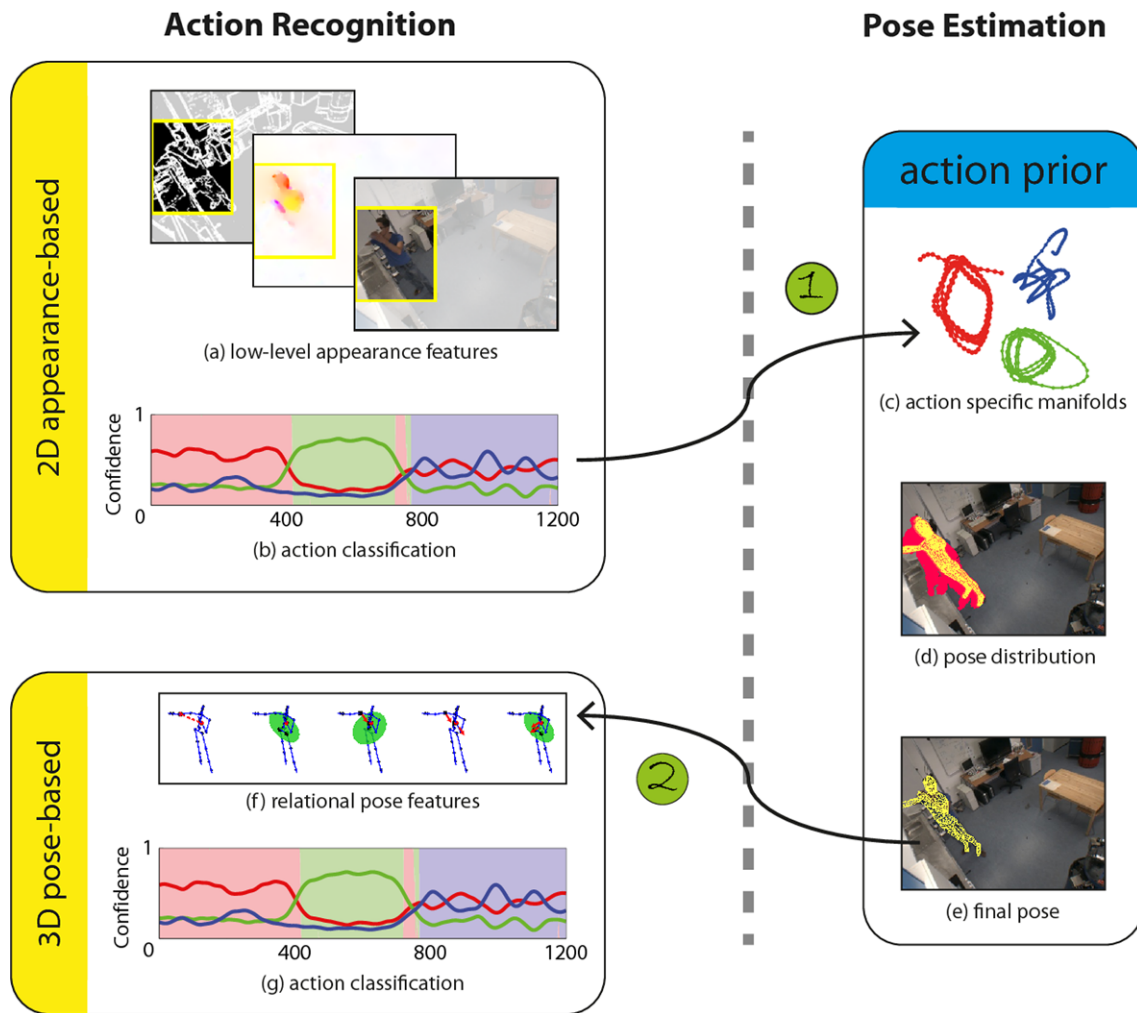 Action Recognition
Pose Estimation
2D appearance-based
(a) low-level appearance features
Confidence
1
0
400
800
1200
(b) action classification
1
action prior
(c) action specific manifolds
(d) pose distribution
(e) final pose
2
3D pose-based
(f) relational pose features
Confidence
1
0
400
800
1200
(g) action classification